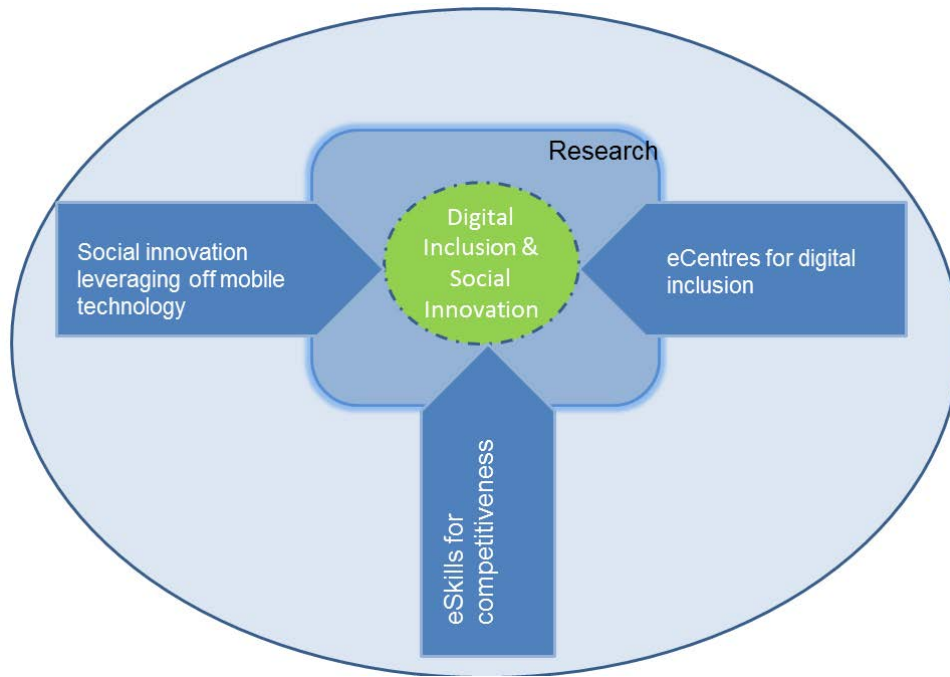 Research
Digital
Inclusion &
Social
Innovation
Social innovation
leveraging off mobile
technology
eCentres for digital
inclusion
eSkills for
competitiveness